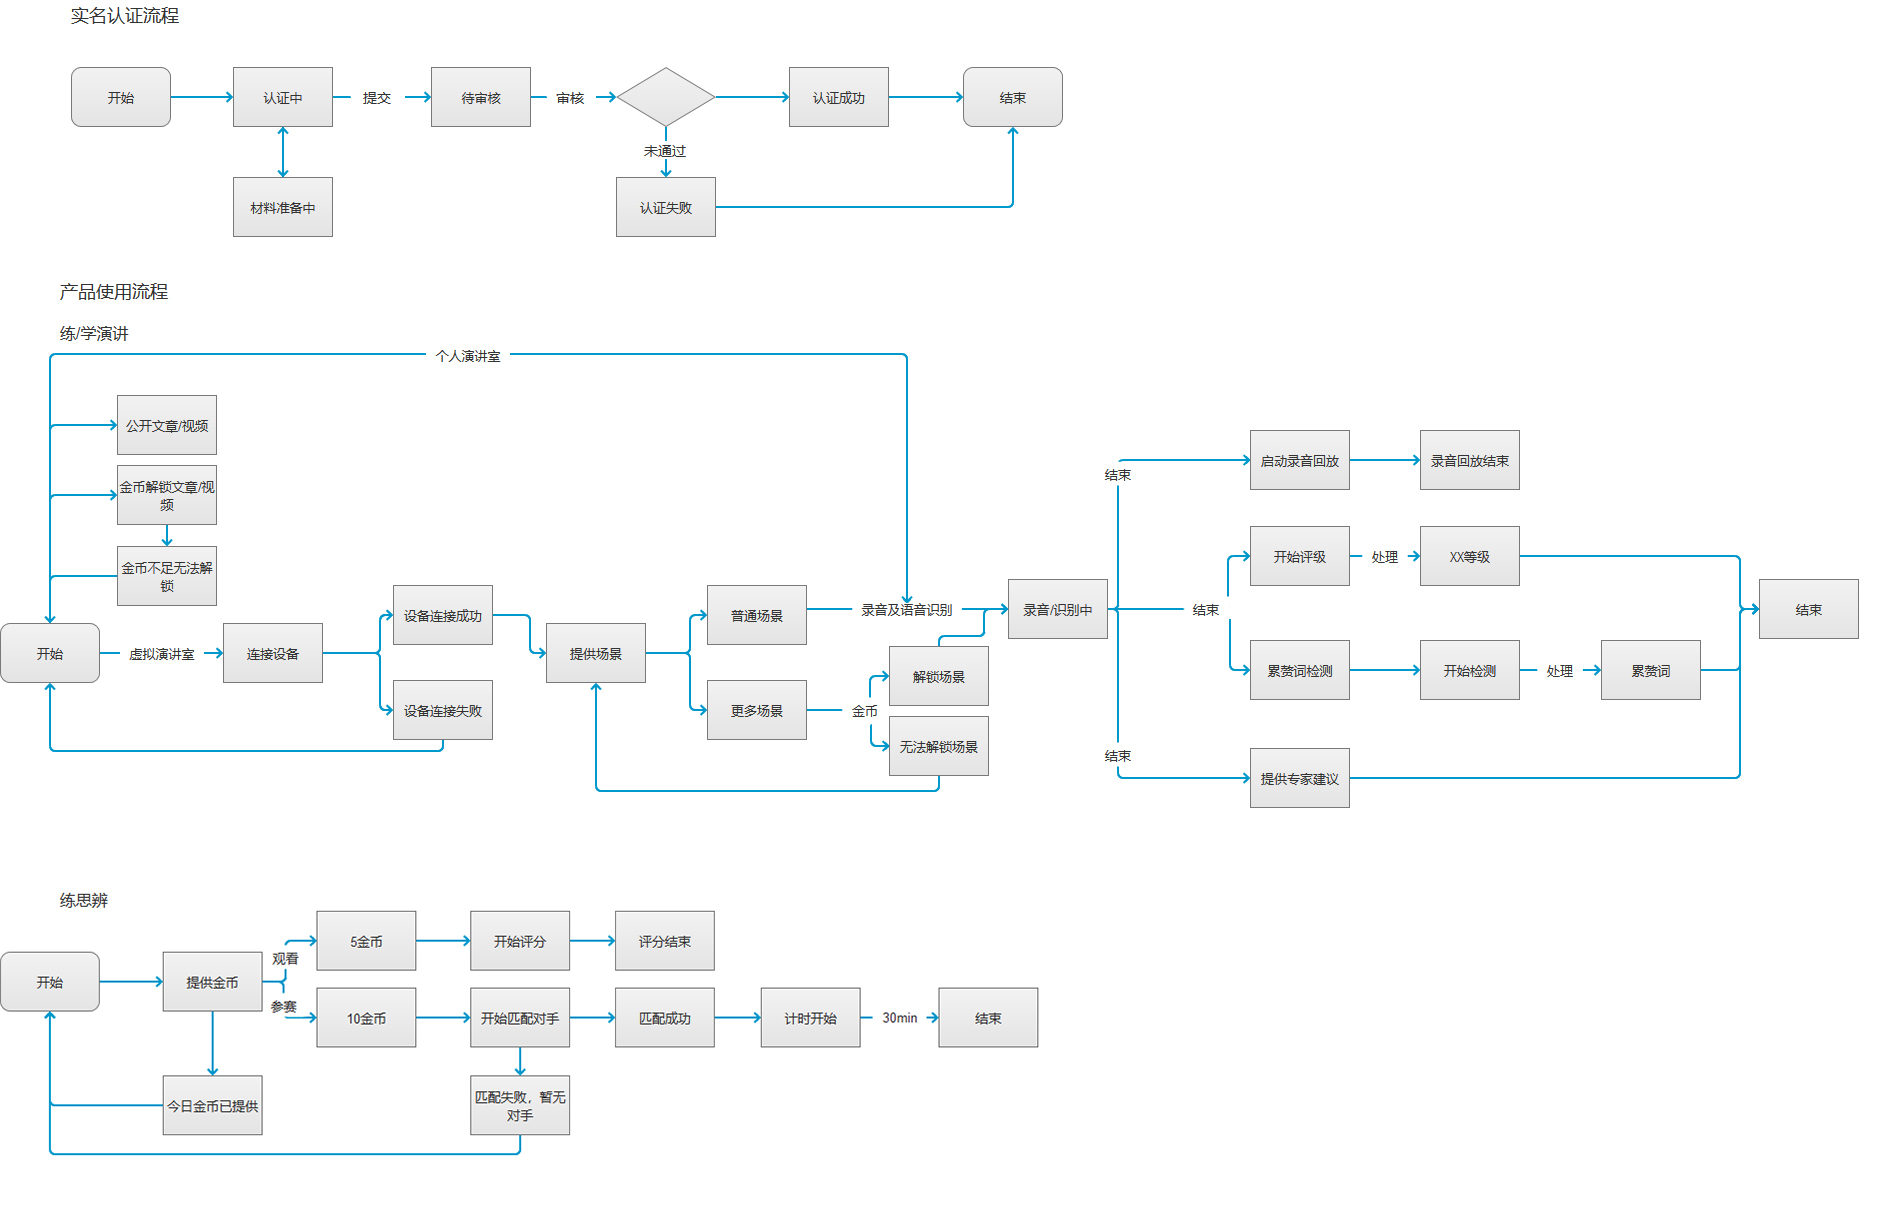 实名认证流程
开始
认证中
提交
待审核
审核
认证成功
结束
未通过
材料准备中
认证失败
产品使用流程
练/学演讲
个人演讲室
公开文章/视频
金币解锁文章/视
频
金币不足无法解
锁
开始
虚拟演讲室
连接设备
设备连接成功
设备连接失败
提供场景
普通场景
更多场景
录音及语音识别
金币
解锁场景
无法解锁场景
录音/识别中
结束
启动录音回放
录音回放结束
结束
开始评级
处理
XX等级
累赘词检测
开始检测
处理
累赘词
结束
提供专家建议
结束
练思辨
开始
提供金币
观看
5金币
开始评分
评分结束
参赛
10金币
开始匹配对手
匹配成功
计时开始
30min
结束
今日金币已提供
匹配失败，暂无
对手